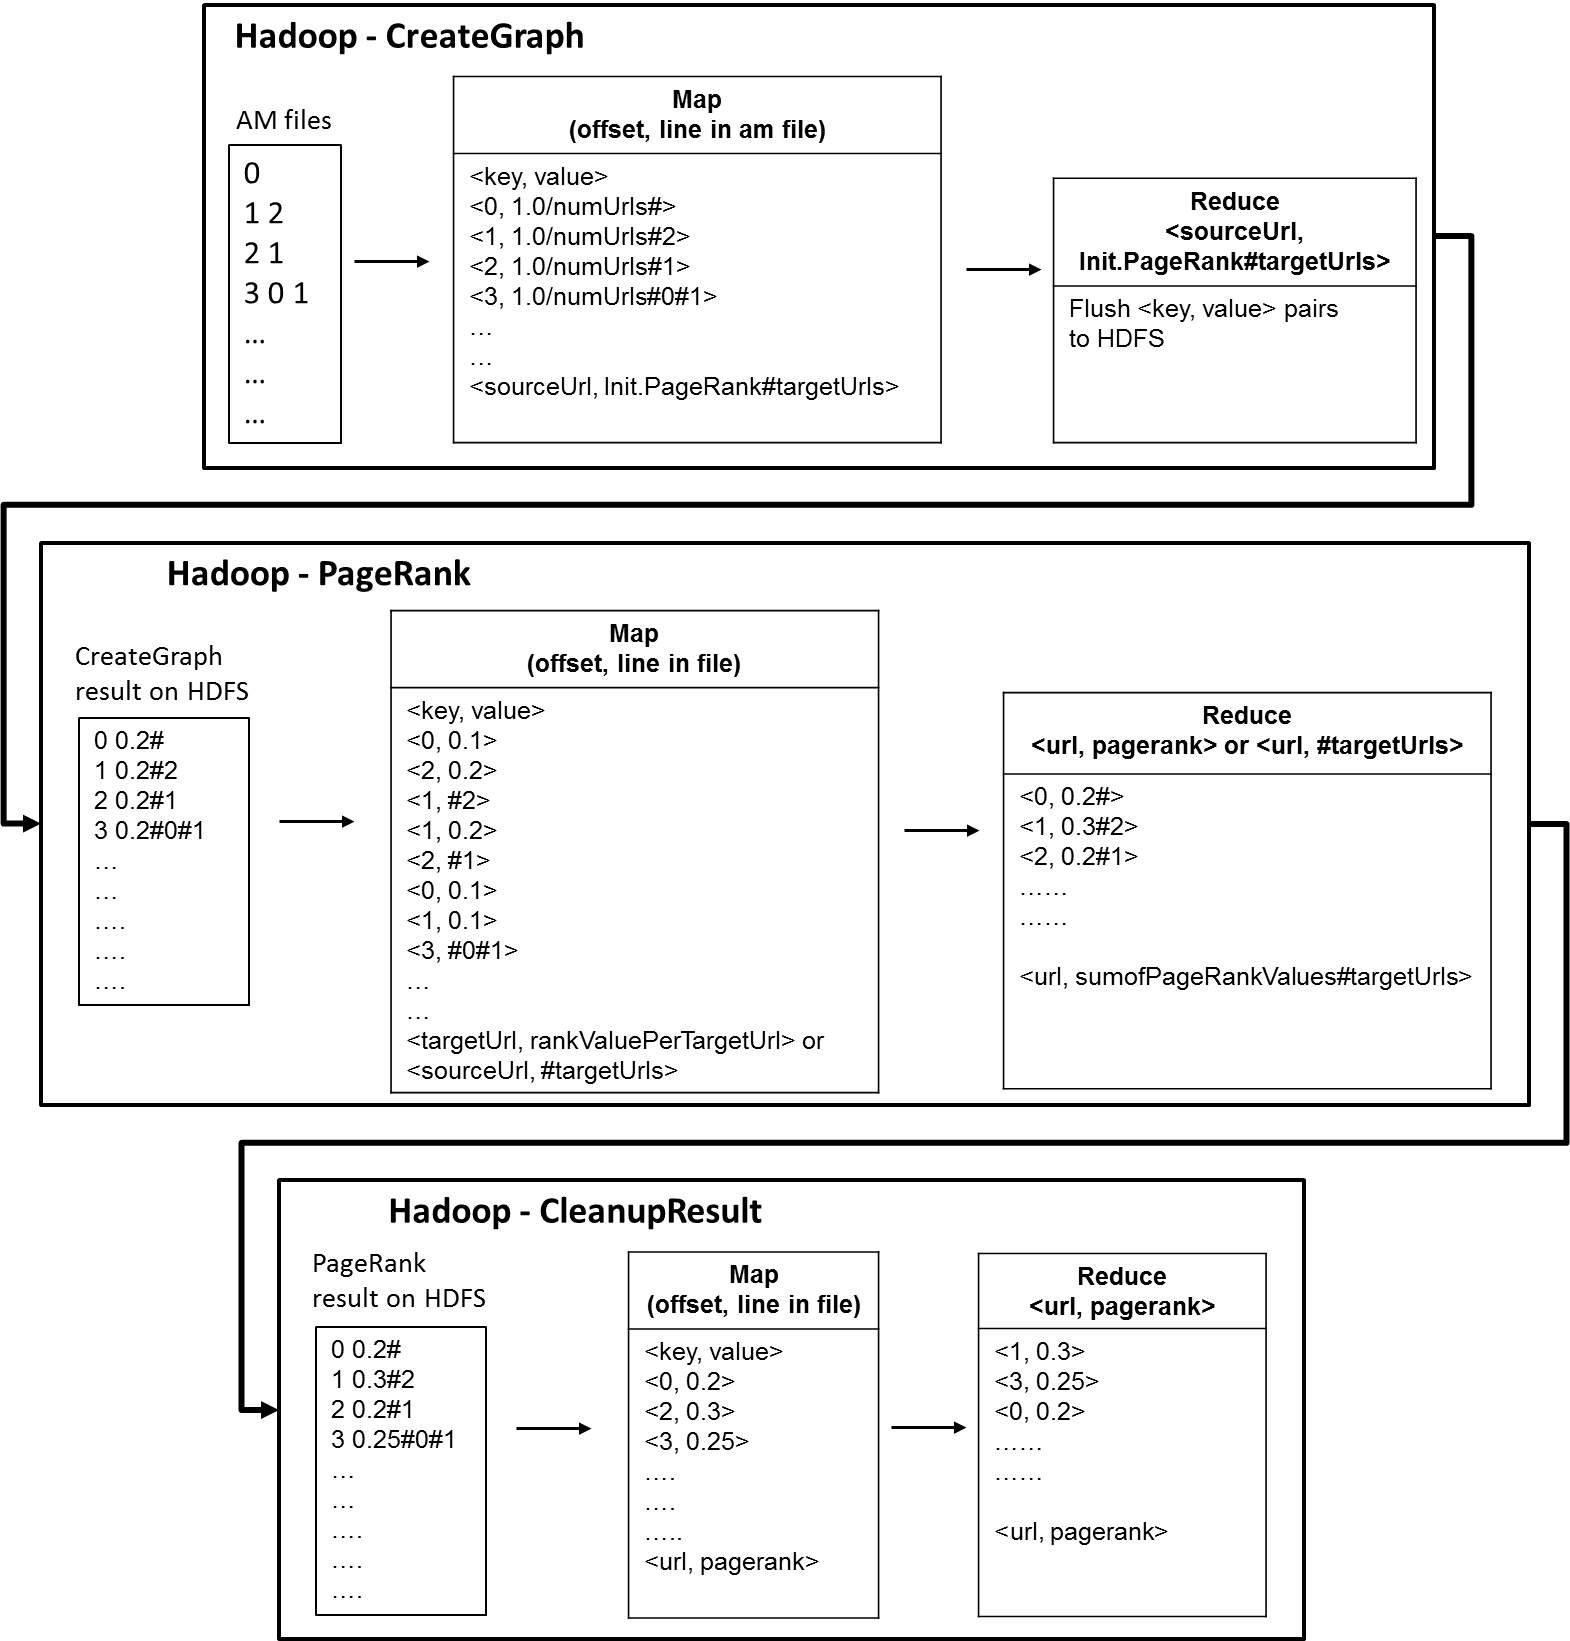 Hadoop - CreateGraph
AM files
0
1 2
2 1
3 0 1
...
...
...
Map
(offset, line in am file)
<key, value>
<0, 1.0/numUrls#>
<1, 1.0/numUrls#2>
<2, 1.0/numUrls#1>
<3, 1.0/numUrls#0#1>
...
...
<sourceUrl, Init.PageRank#targetUrls>
Reduce
<sourceUrl,
Init.PageRank#targetUrls>
Flush <key, value> pairs
to HDFS
Hadoop - PageRank
CreateGraph
result on HDFS
0 0.2#
1 0.2#2
2 0.2#1
3 0.2#0#1
...
...
....
....
....
Map
(offset, line in file)
<key, value>
<0, 0.1>
<2, 0.2>
<1, #2>
<1, 0.2>
<2, #1>
<0, 0.1>
<1, 0.1>
<3, #0#1>
...
...
<targetUrl, rankValuePerTargetUrl> or
<sourceUrl, #targetUrls>
Reduce
<url, pagerank> or <url, #targetUrls>
<0, 0.2#>
<1, 0.3#2>
<2, 0.2#1>
......
......
<url, sumofPageRankValues#targetUrls>
Hadoop - CleanupResult
PageRank
result on HDFS
0 0.2#
1 0.3#2
2 0.2#1
3 0.25#0#1
...
...
....
....
....
Map
(offset, line in file)
<key, value>
<0, 0.2>
<2, 0.3>
<3, 0.25>
....
....
.....
<url, pagerank>
Reduce
<url, pagerank>
<1, 0.3>
<3, 0.25>
<0, 0.2>
......
......
<url, pagerank>